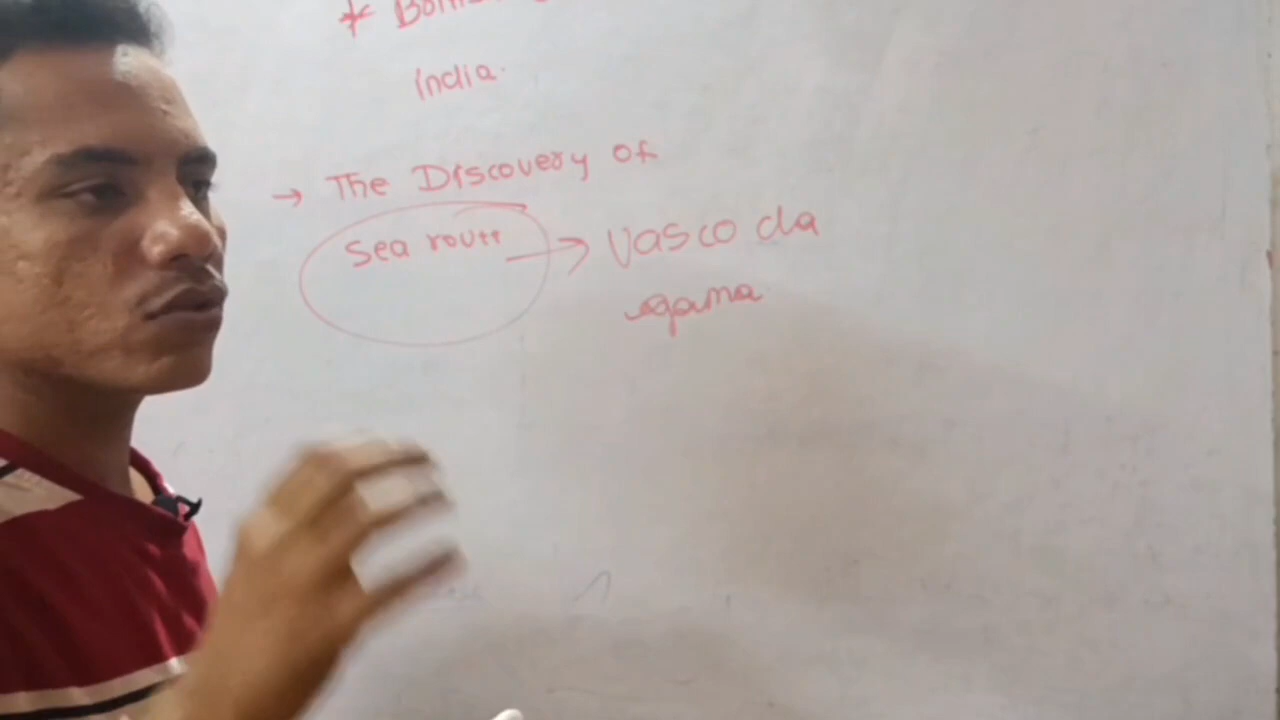 *
India.
→ The Discovery of
Sea route → Vasco da
gama